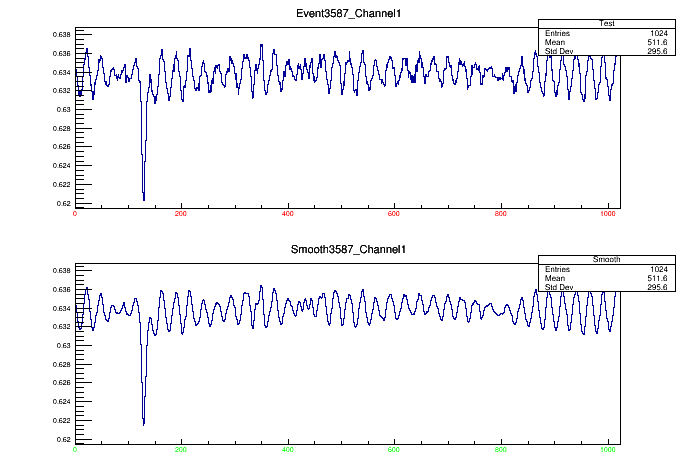 Event3587_Channel1
Test
Entries 1024
Mean 511.6
Std Dev 295.6
0.638
0.636
0.634
0.632
0.63
0.628
0.626
0.624
0.622
0.62
0 200 400 600 800 1000
Smooth3587_Channel1
Smooth
Entries 1024
Mean 511.6
Std Dev 295.6
0.638
0.636
0.634
0.632
0.63
0.628
0.626
0.624
0.622
0.62
0 200 400 600 800 1000